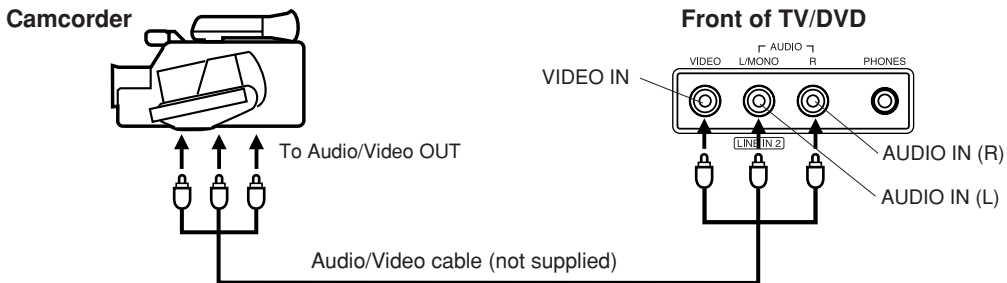 Camcorder
Front of TV/DVD
AUDIO
VIDEO L/MONO R PHONES
VIDEO IN
LINE IN 2
To Audio/Video OUT
AUDIO IN (R)
AUDIO IN (L)
Audio/Video cable (not supplied)